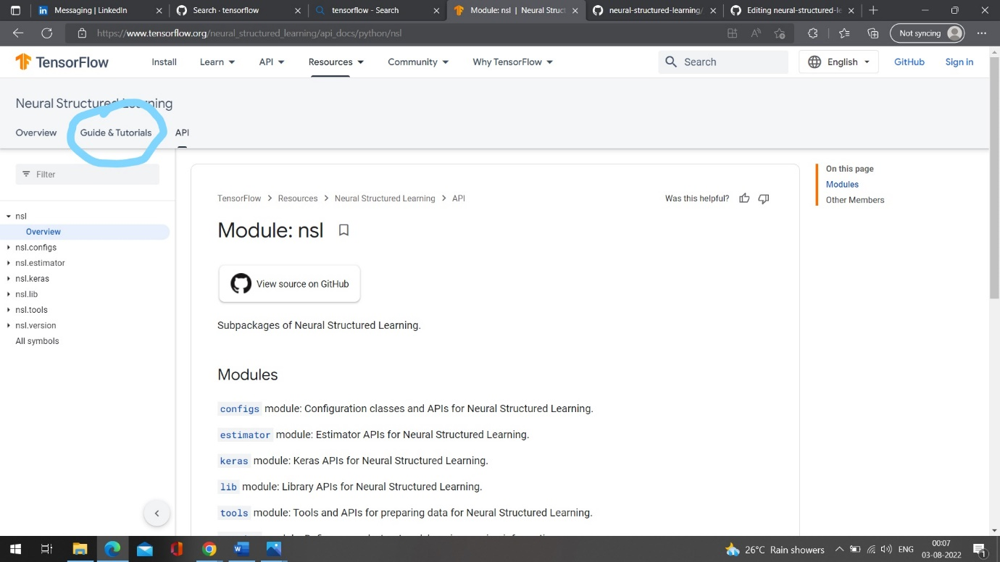 Messaging | LinkedIn
Search · tensorflow
tensorflow - Search
Module: nsl | Neural Struct
neural-structured-learning/
Editing neural-structured-le
https://www.tensorflow.org/neural_structured_learning/api_docs/python/nsl
Not syncing
TensorFlow
Install
Learn
API
Resources
Community
Why TensorFlow
Search
English
GitHub
Sign in
Neural Structured Learning
Overview
Guide & Tutorials
API
Filter
nsl
Overview
nsl.configs
nsl.estimator
nsl.keras
nsl.lib
nsl.tools
nsl.version
All symbols
TensorFlow > Resources > Neural Structured Learning > API
Was this helpful?
Module: nsl
View source on GitHub
Subpackages of Neural Structured Learning.
Modules
configs module: Configuration classes and APIs for Neural Structured Learning.
estimator module: Estimator APIs for Neural Structured Learning.
keras module: Keras APIs for Neural Structured Learning.
lib module: Library APIs for Neural Structured Learning.
tools module: Tools and APIs for preparing data for Neural Structured Learning.
On this page
Modules
Other Members
26°C Rain showers
ENG
00:07
03-08-2022
1